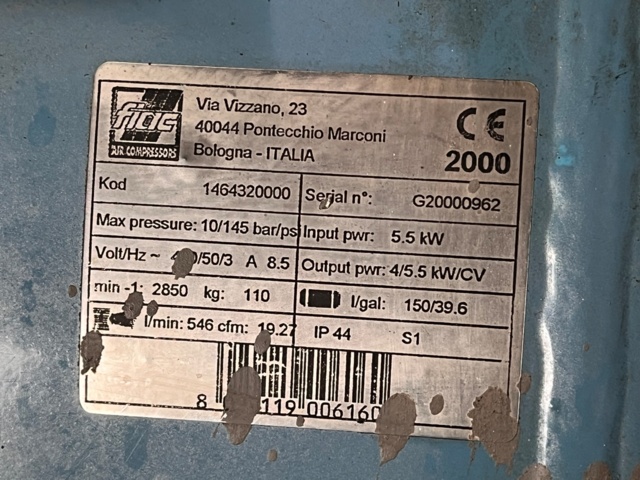 fiac
AIR COMPRESSORS
Via Vizzano, 23
40044 Pontecchio Marconi
Bologna - ITALIA
CE
2000
Kod 1464320000 Serial n°: G20000962
Max pressure: 10/145 bar/psi Input pwr: 5.5 kW
Volt/Hz ~ /50/3 A 8.5 Output pwr: 4/5.5 kW/CV
min -1: 2850 kg: 110 l/gal: 150/39.6
l/min: 546 cfm: 19.27 IP 44 S1
8 119 006160